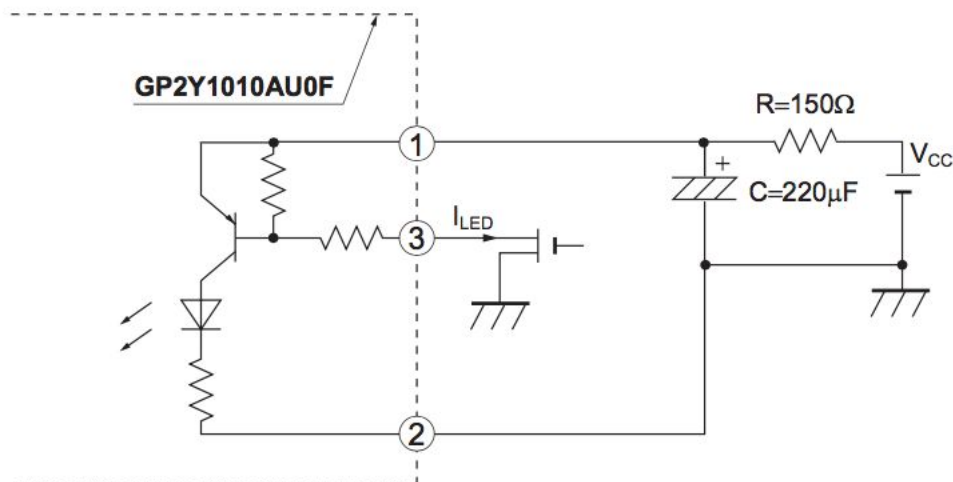 GP2Y1010AU0F
R=150Ω
1
VCC
+
C=220μF
ILED
3
2